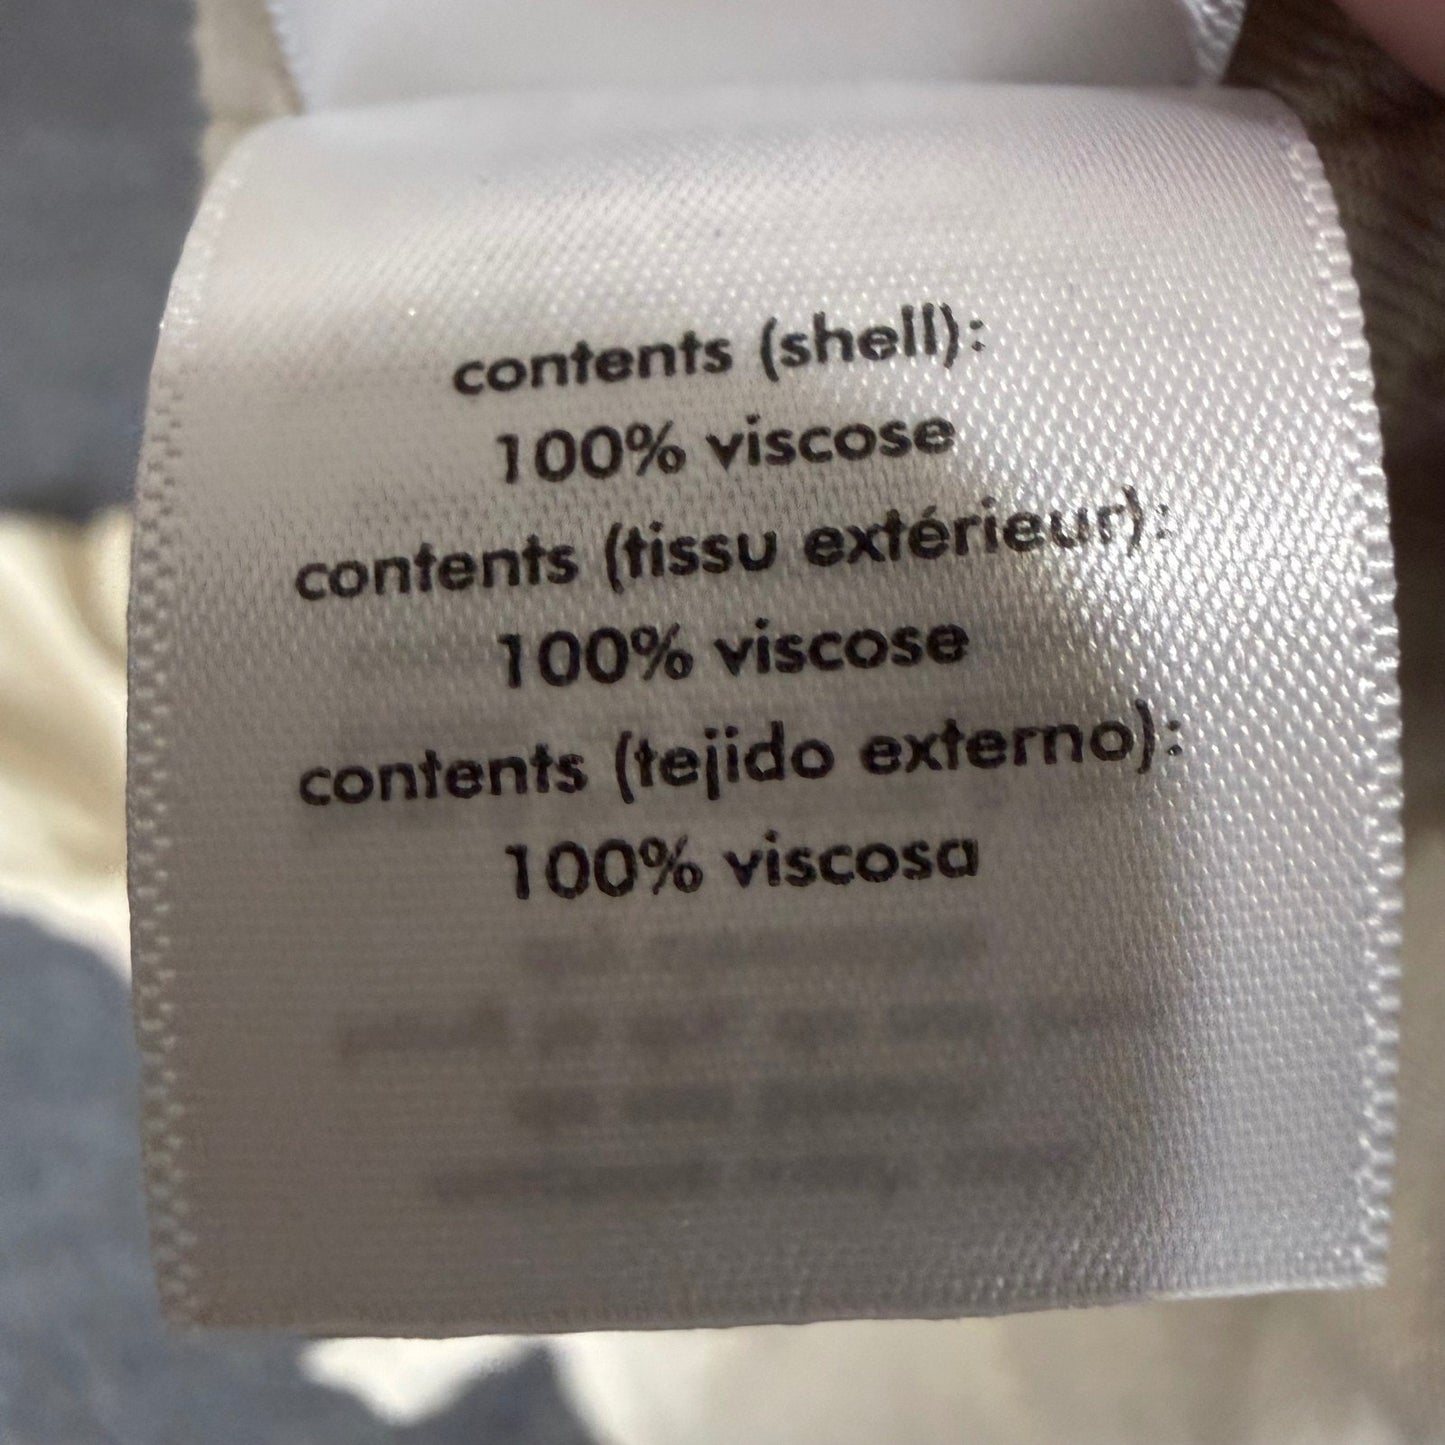 contents (shell):
100% viscose
contents (tissu extérieur):
100% viscose
contents (tejido externo):
100% viscosa